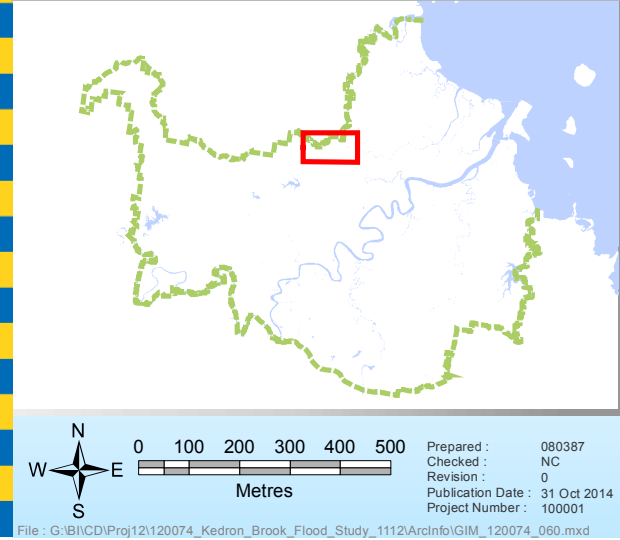 N
W E
S
0 100 200 300 400 500
Metres
Prepared : 080387
Checked : NC
Revision : 0
Publication Date : 31 Oct 2014
Project Number : 100001
File : G:\BI\CD\Proj12\120074_Kedron_Brook_Flood_Study_1112\ArcInfo\GIM_120074_060.mxd